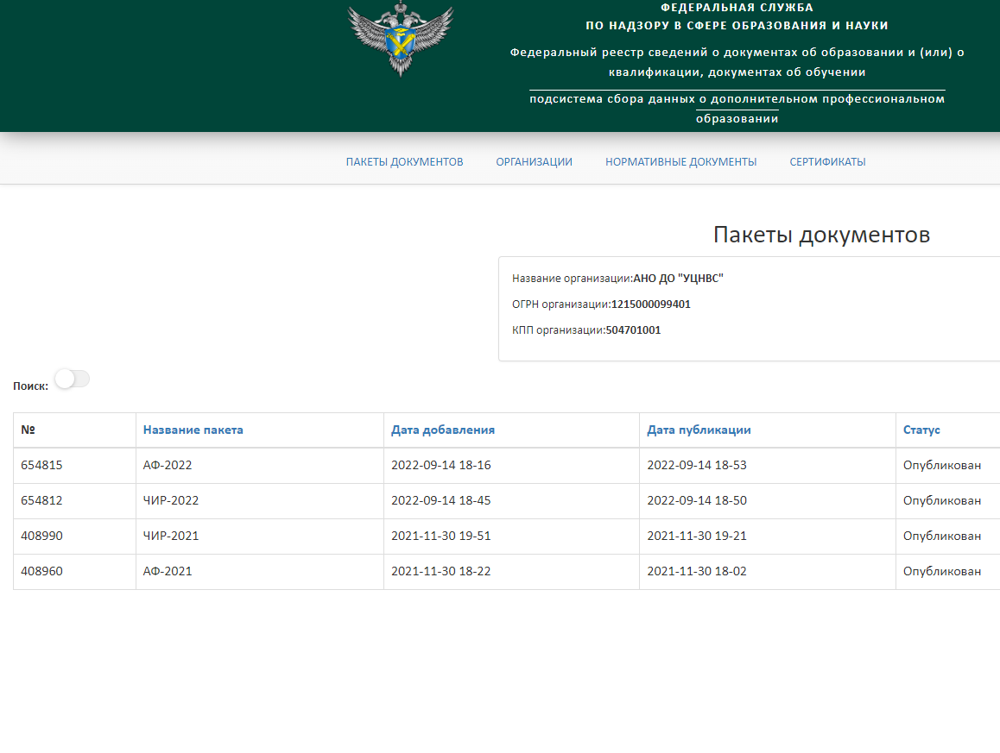 ФЕДЕРАЛЬНАЯ СЛУЖБА
ПО НАДЗОРУ В СФЕРЕ ОБРАЗОВАНИЯ И НАУКИ
Федеральный реестр сведений о документах об образовании и (или) о
квалификации, документах об обучении
подсистема сбора данных о дополнительном профессиональном
образовании
ПАКЕТЫ ДОКУМЕНТОВ ОРГАНИЗАЦИИ НОРМАТИВНЫЕ ДОКУМЕНТЫ СЕРТИФИКАТЫ
Пакеты документов
Название организации:АНО ДО "УЦНВС"
ОГРН организации:1215000099401
КПП организации:504701001
Поиск:
№ Название пакета Дата добавления Дата публикации Статус
654815 АФ-2022 2022-09-14 18-16 2022-09-14 18-53 Опубликован
654812 ЧИР-2022 2022-09-14 18-45 2022-09-14 18-50 Опубликован
408990 ЧИР-2021 2021-11-30 19-51 2021-11-30 19-21 Опубликован
408960 АФ-2021 2021-11-30 18-22 2021-11-30 18-02 Опубликован